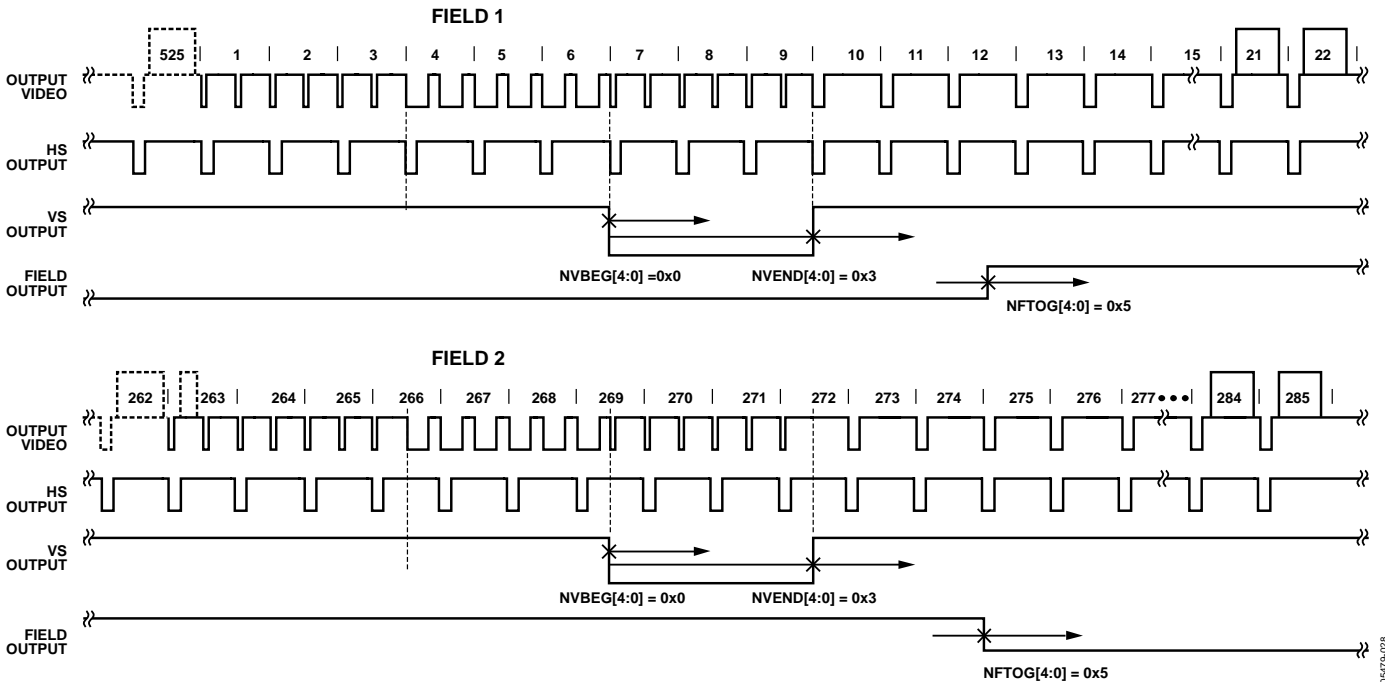 FIELD 1
525 1 2 3 4 5 6 7 8 9 10 11 12 13 14 15 21 22
OUTPUT
VIDEO
HS
OUTPUT
VS
OUTPUT
NVBEG[4:0] =0x0 NVEND[4:0] = 0x3
FIELD
OUTPUT
NFTOG[4:0] = 0x5
FIELD 2
262 263 264 265 266 267 268 269 270 271 272 273 274 275 276 277 284 285
OUTPUT
VIDEO
HS
OUTPUT
VS
OUTPUT
NVBEG[4:0] = 0x0 NVEND[4:0] = 0x3
FIELD
OUTPUT
NFTOG[4:0] = 0x5
05479-028